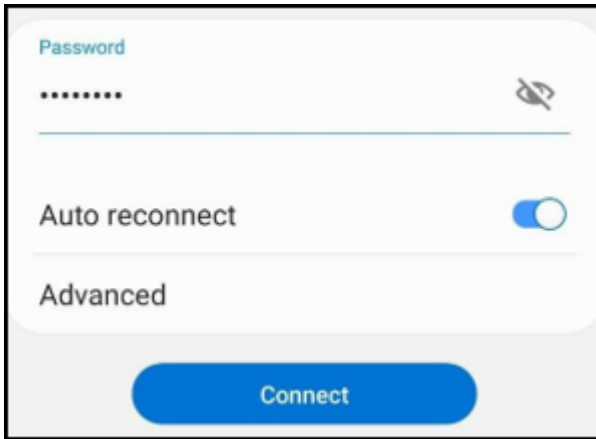 Password
••••••••
Auto reconnect
Advanced
Connect